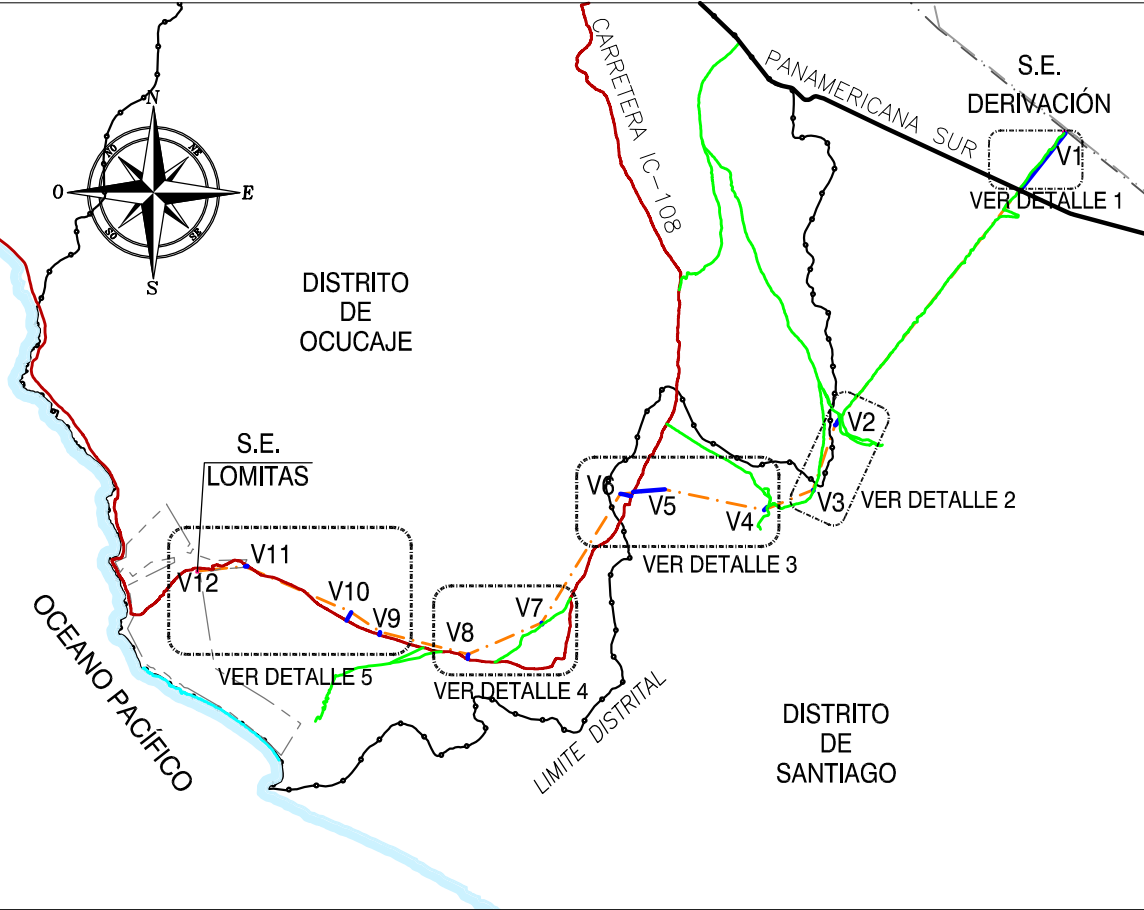 CARRETERA IC-108
PANAMERICANA SUR
S.E.
DERIVACIÓN
V1
VER DETALLE 1
N
NO
NE
O
E
SO
SE
S
DISTRITO
DE
OCUCAJE
V2
S.E.
LOMITAS
V6
V5
V4
V3
VER DETALLE 2
V11
V12
VER DETALLE 3
V10
V9
V7
V8
OCEANO PACÍFICO
VER DETALLE 5
VER DETALLE 4
LIMITE DISTRITAL
DISTRITO
DE
SANTIAGO